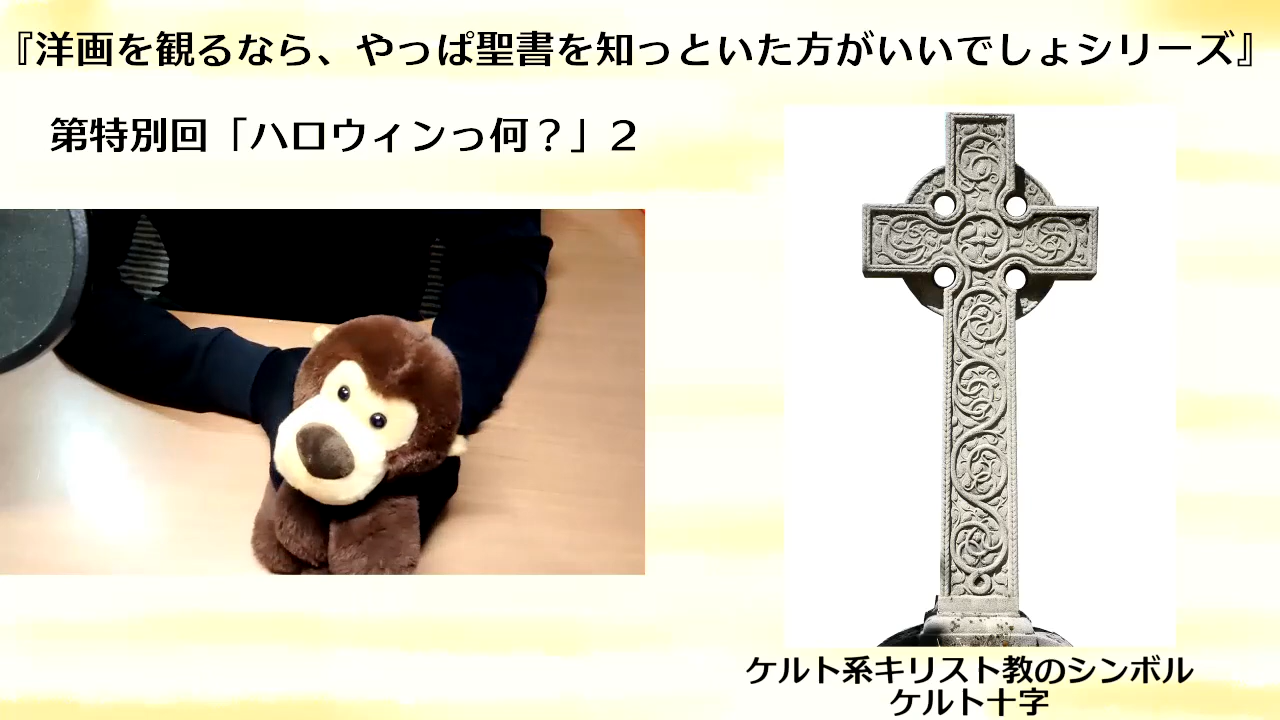 『洋画を観るなら、やっぱ聖書を知っといた方がいいでしょシリーズ』
第特別回「ハロウィンっ何？」2
ケルト系キリスト教のシンボル
ケルト十字